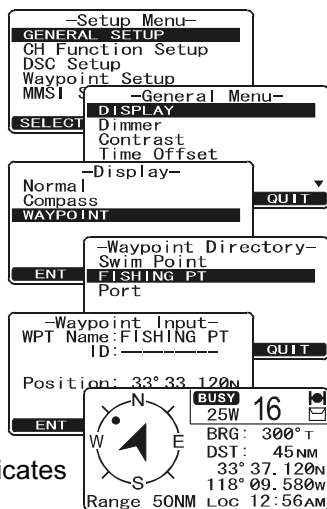 –Setup Menu–
GENERAL SETUP
CH Function Setup
DSC Setup
Waypoint Setup
MMSI S
SELECT
–General Menu–
DISPLAY
Dimmer
Contrast
Time Offset
QUIT
–Display–
Normal
Compass
WAYPOINT
ENT
–Waypoint Directory–
Swim Point
FISHING PT
Port
QUIT
–Waypoint Input–
WPT Name:FISHING PT
ID:---------
Position: 33°33.120N
ENT
N
W E
S
Range 50NM
BUSY
25W 16
BRG: 300°T
DST: 45NM
33°37.120N
118°09.580W
LOC 12:56AM
icates